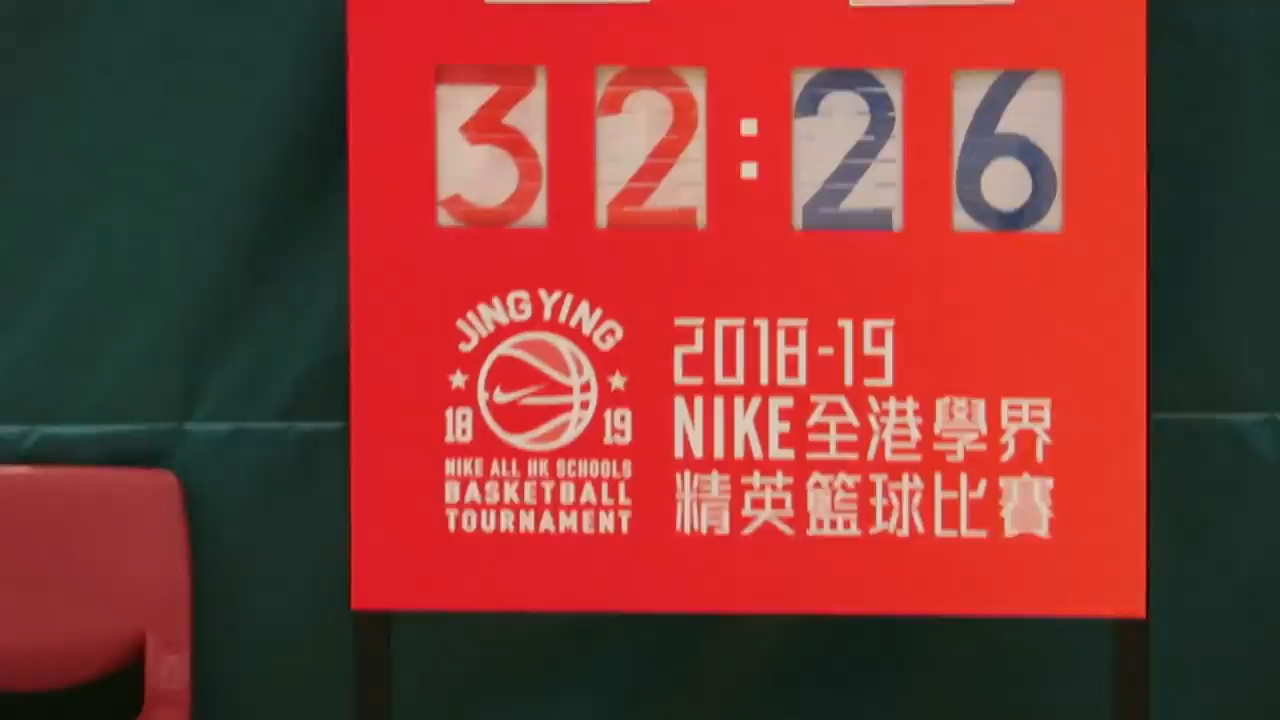 32:26
JING YING
18 19
NIKE ALL HK SCHOOLS
BASKETBALL
TOURNAMENT
2018-19
NIKE全港學界
精英籃球比賽